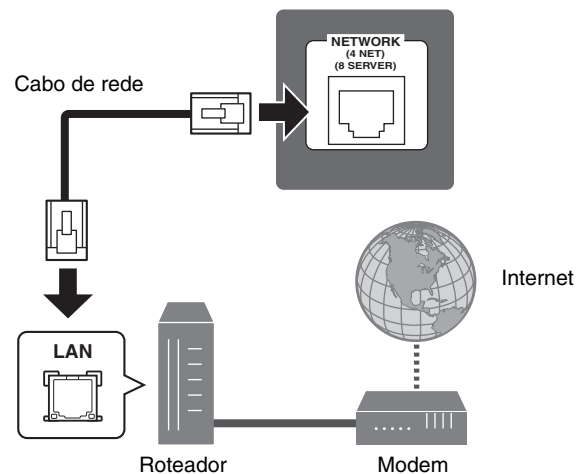 NETWORK
(4 NET)
(8 SERVER)
Cabo de rede
Internet
LAN
Roteador
Modem